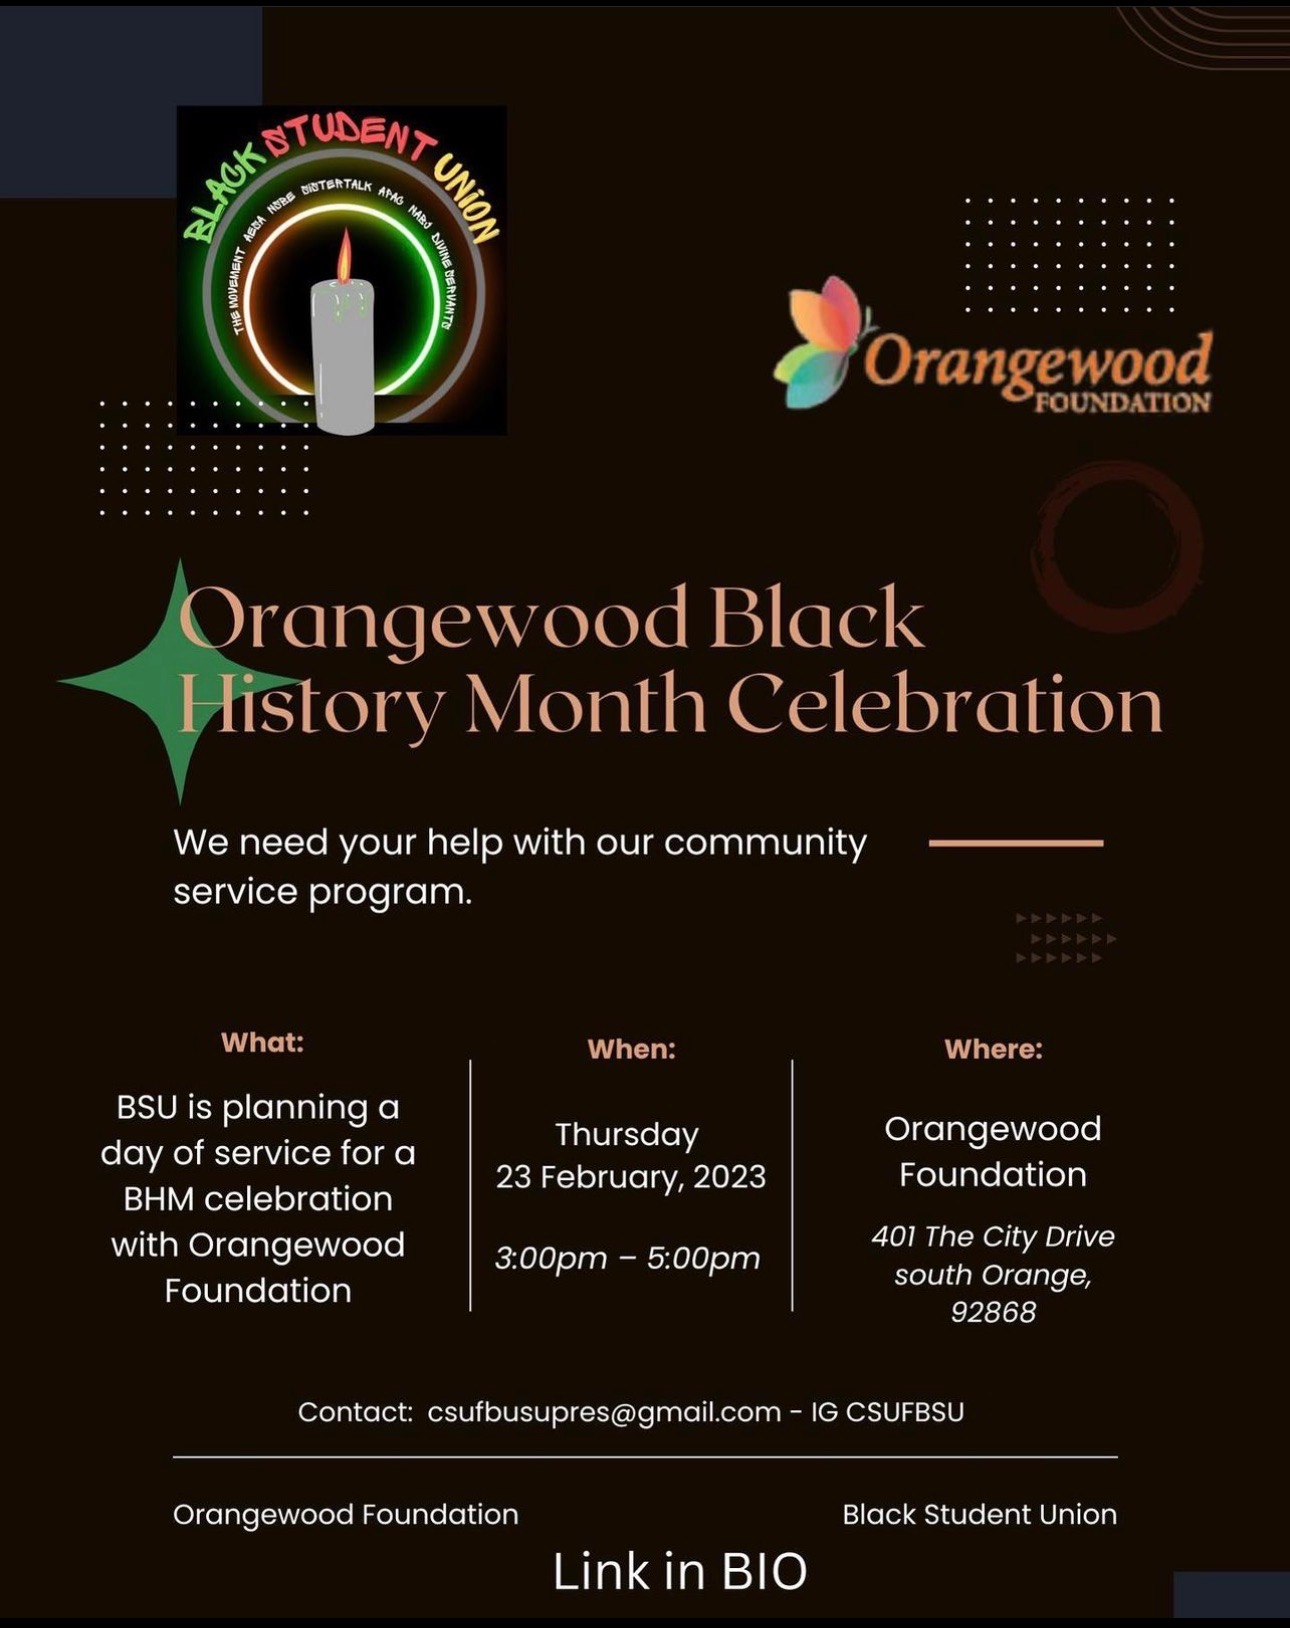 BLACK STUDENT UNION
THE MOVEMENT AEBA HSBE SISTERTALK APAC NABJ DIVINE SERVANTS
Orangewood
FOUNDATION
Orangewood Black
History Month Celebration
We need your help with our community
service program.
What:
BSU is planning a
day of service for a
BHM celebration
with Orangewood
Foundation
When:
Thursday
23 February, 2023
3:00pm – 5:00pm
Where:
Orangewood
Foundation
401 The City Drive
south Orange,
92868
Contact: csufbusupres@gmail.com - IG CSUFBSU
Orangewood Foundation
Black Student Union
Link in BIO